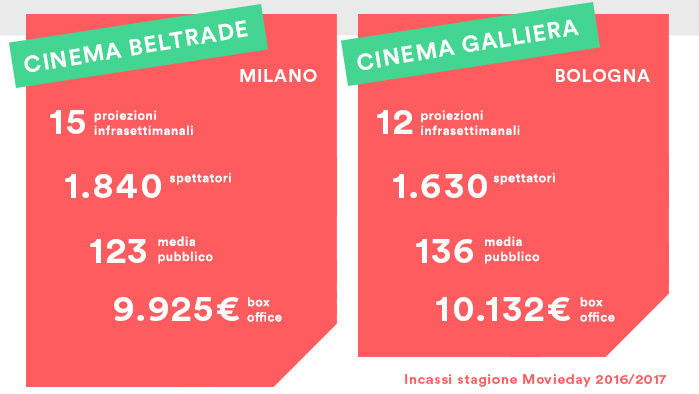 CINEMA BELTRADE
MILANO
15 proiezioni
infrasettimanali
1.840 spettatori
123 media
pubblico
9.925€ box
office
CINEMA GALLIERA
BOLOGNA
12 proiezioni
infrasettimanali
1.630 spettatori
136 media
pubblico
10.132€ box
office
Incassi stagione Movieday 2016/2017